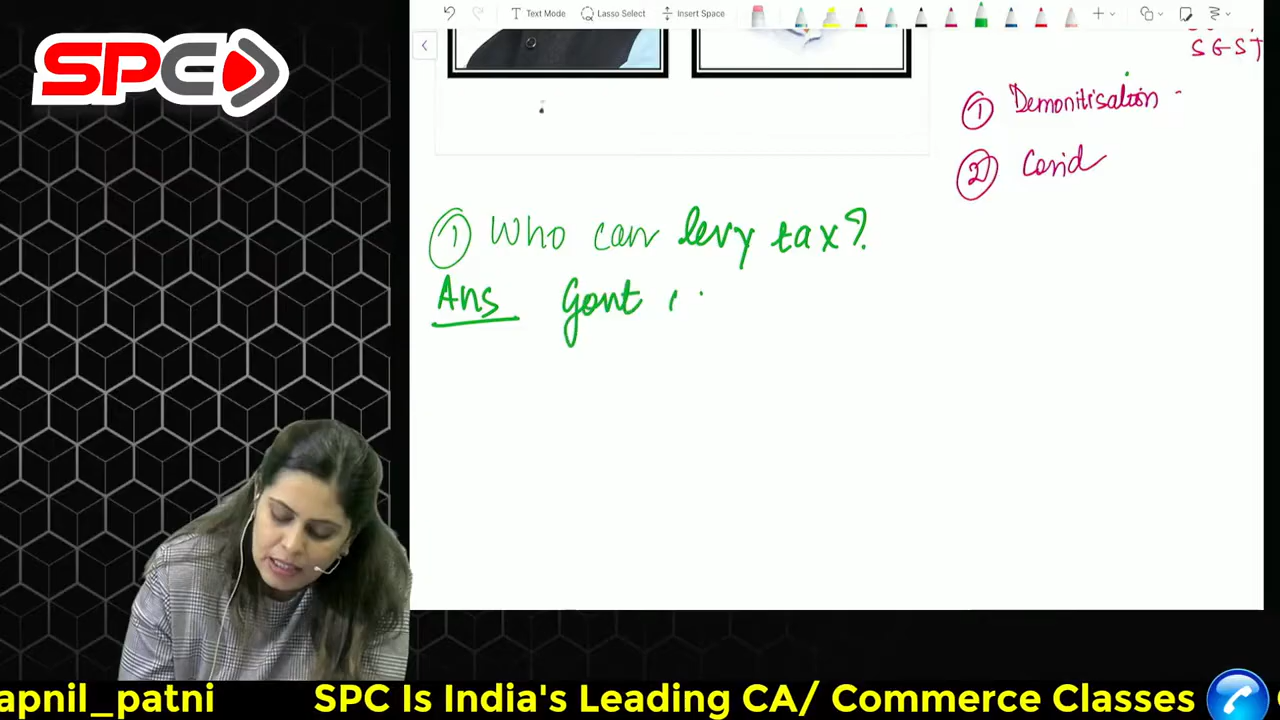 SPC
Text Mode
Lasso Select
Insert Space
SGST
① Demonitisation -
② Covid
① Who can levy tax?
Ans Govt
apnil_patni
SPC Is India's Leading CA/ Commerce Classes